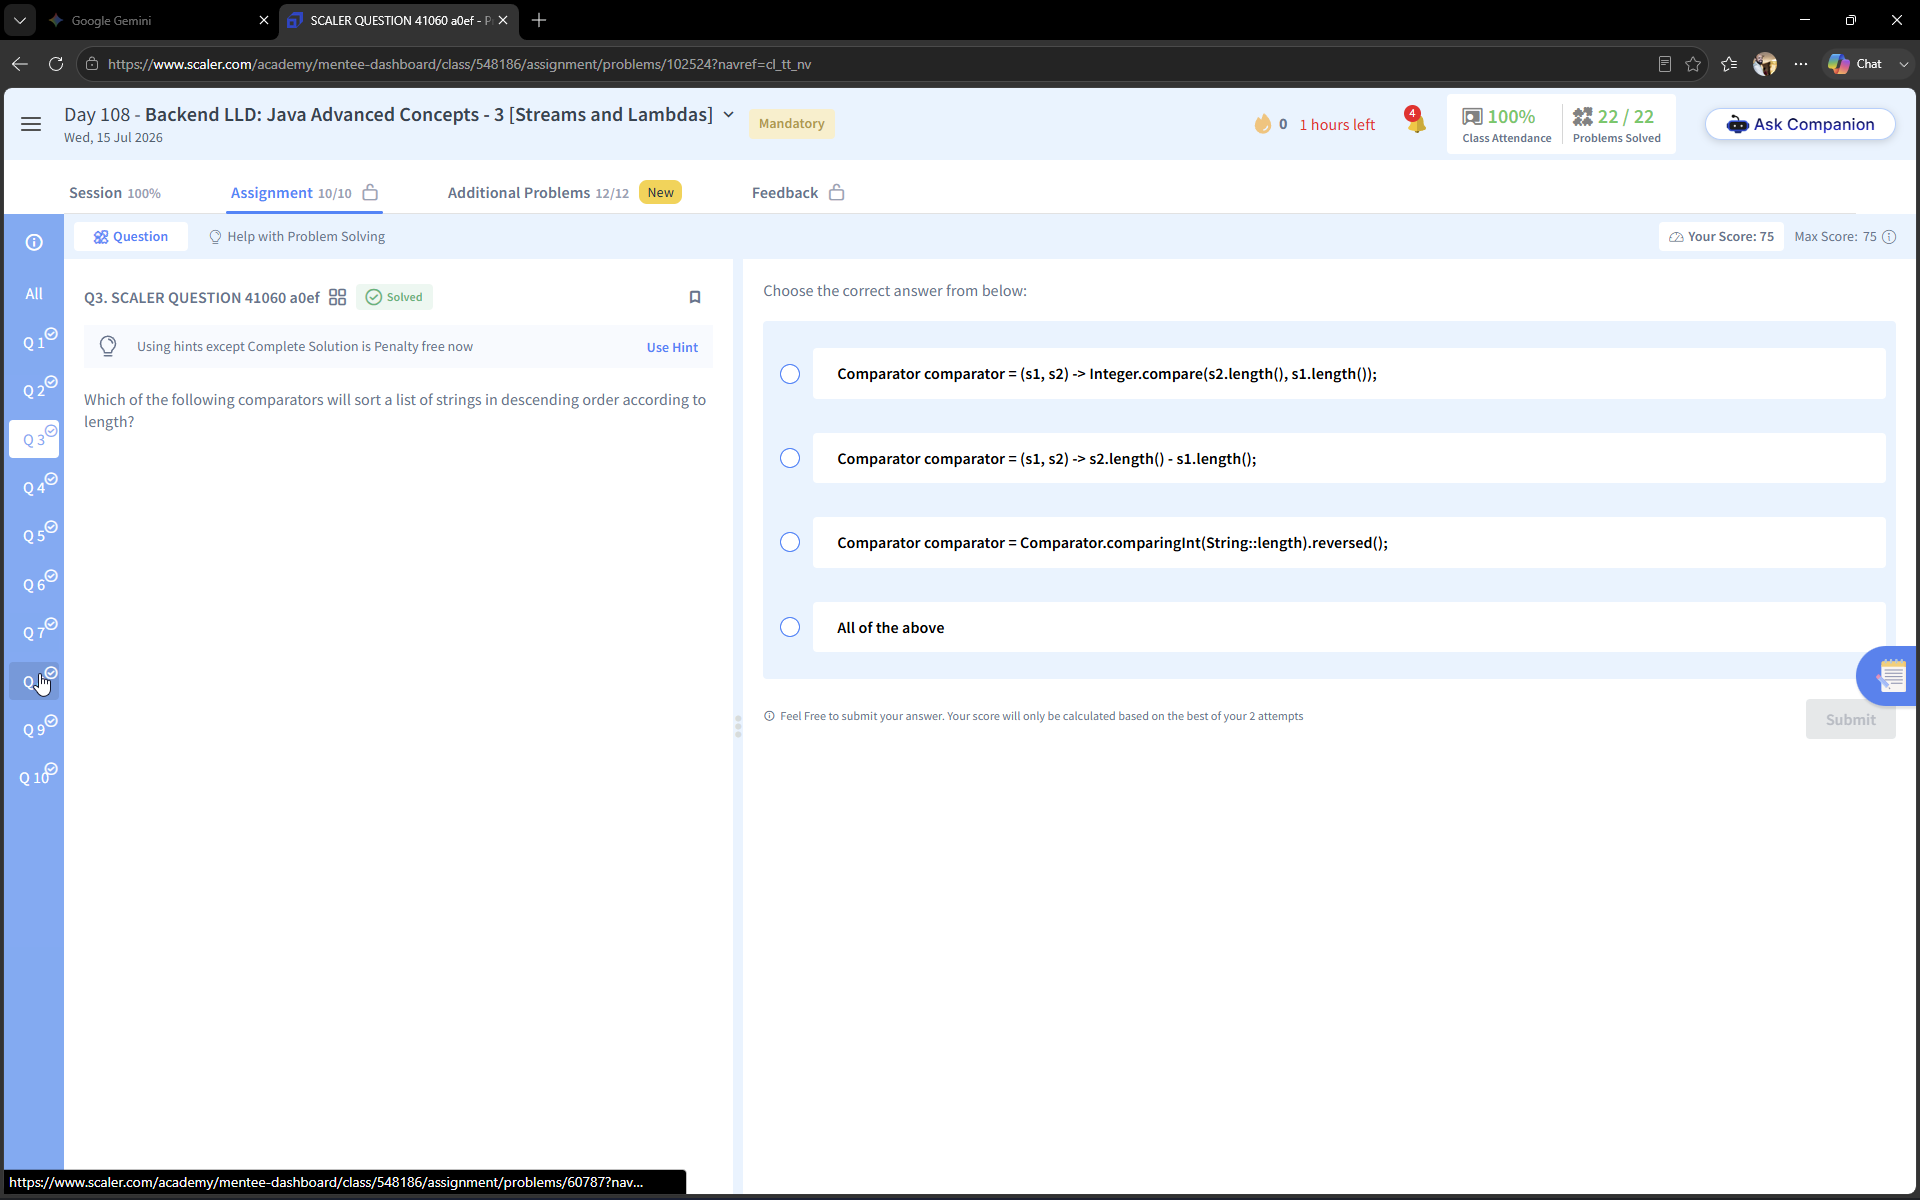 Google Gemini
SCALER QUESTION 41060 a0ef - P
https://www.scaler.com/academy/mentee-dashboard/class/548186/assignment/problems/102524?navref=cl_tt_nv
Chat
Day 108 - Backend LLD: Java Advanced Concepts - 3 [Streams and Lambdas]
Wed, 15 Jul 2026
Mandatory
0
1 hours left
4
100%
Class Attendance
22 / 22
Problems Solved
Ask Companion
Session 100%
Assignment 10/10
Additional Problems 12/12
New
Feedback
Question
Help with Problem Solving
Your Score: 75
Max Score: 75
All
Q 1
Q 2
Q 3
Q 4
Q 5
Q 6
Q 7
Q
Q 9
Q 10
Q3. SCALER QUESTION 41060 a0ef
Solved
Using hints except Complete Solution is Penalty free now
Use Hint
Which of the following comparators will sort a list of strings in descending order according to
length?
Choose the correct answer from below:
Comparator comparator = (s1, s2) -> Integer.compare(s2.length(), s1.length());
Comparator comparator = (s1, s2) -> s2.length() - s1.length();
Comparator comparator = Comparator.comparingInt(String::length).reversed();
All of the above
Feel Free to submit your answer. Your score will only be calculated based on the best of your 2 attempts
Submit
https://www.scaler.com/academy/mentee-dashboard/class/548186/assignment/problems/60787?nav...